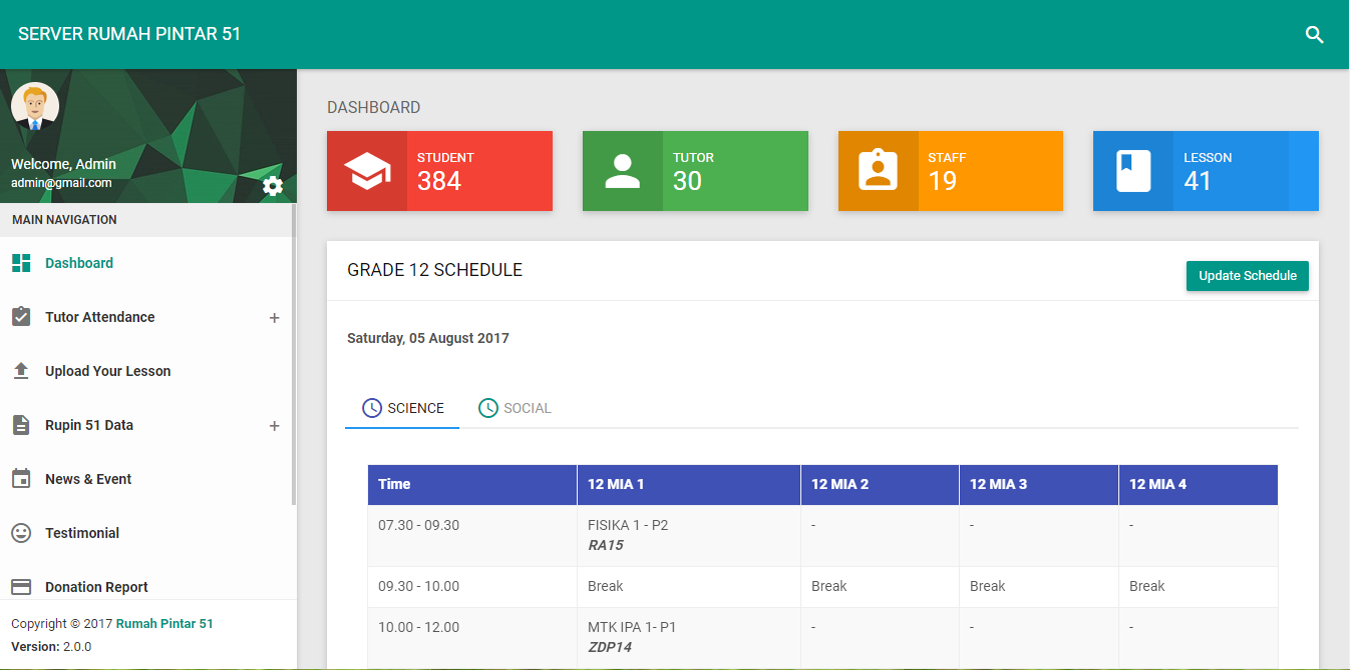 SERVER RUMAH PINTAR 51
Welcome, Admin
admin@gmail.com
MAIN NAVIGATION
Dashboard
Tutor Attendance +
Upload Your Lesson
Rupin 51 Data +
News & Event
Testimonial
Donation Report
Copyright © 2017 Rumah Pintar 51
Version: 2.0.0
DASHBOARD
STUDENT
384
TUTOR
30
STAFF
19
LESSON
41
GRADE 12 SCHEDULE
Update Schedule
Saturday, 05 August 2017
SCIENCE SOCIAL
Time 12 MIA 1 12 MIA 2 12 MIA 3 12 MIA 4
07.30 - 09.30 FISIKA 1 - P2 - - -
RA15
09.30 - 10.00 Break Break Break Break
10.00 - 12.00 MTK IPA 1- P1 - - -
ZDP14